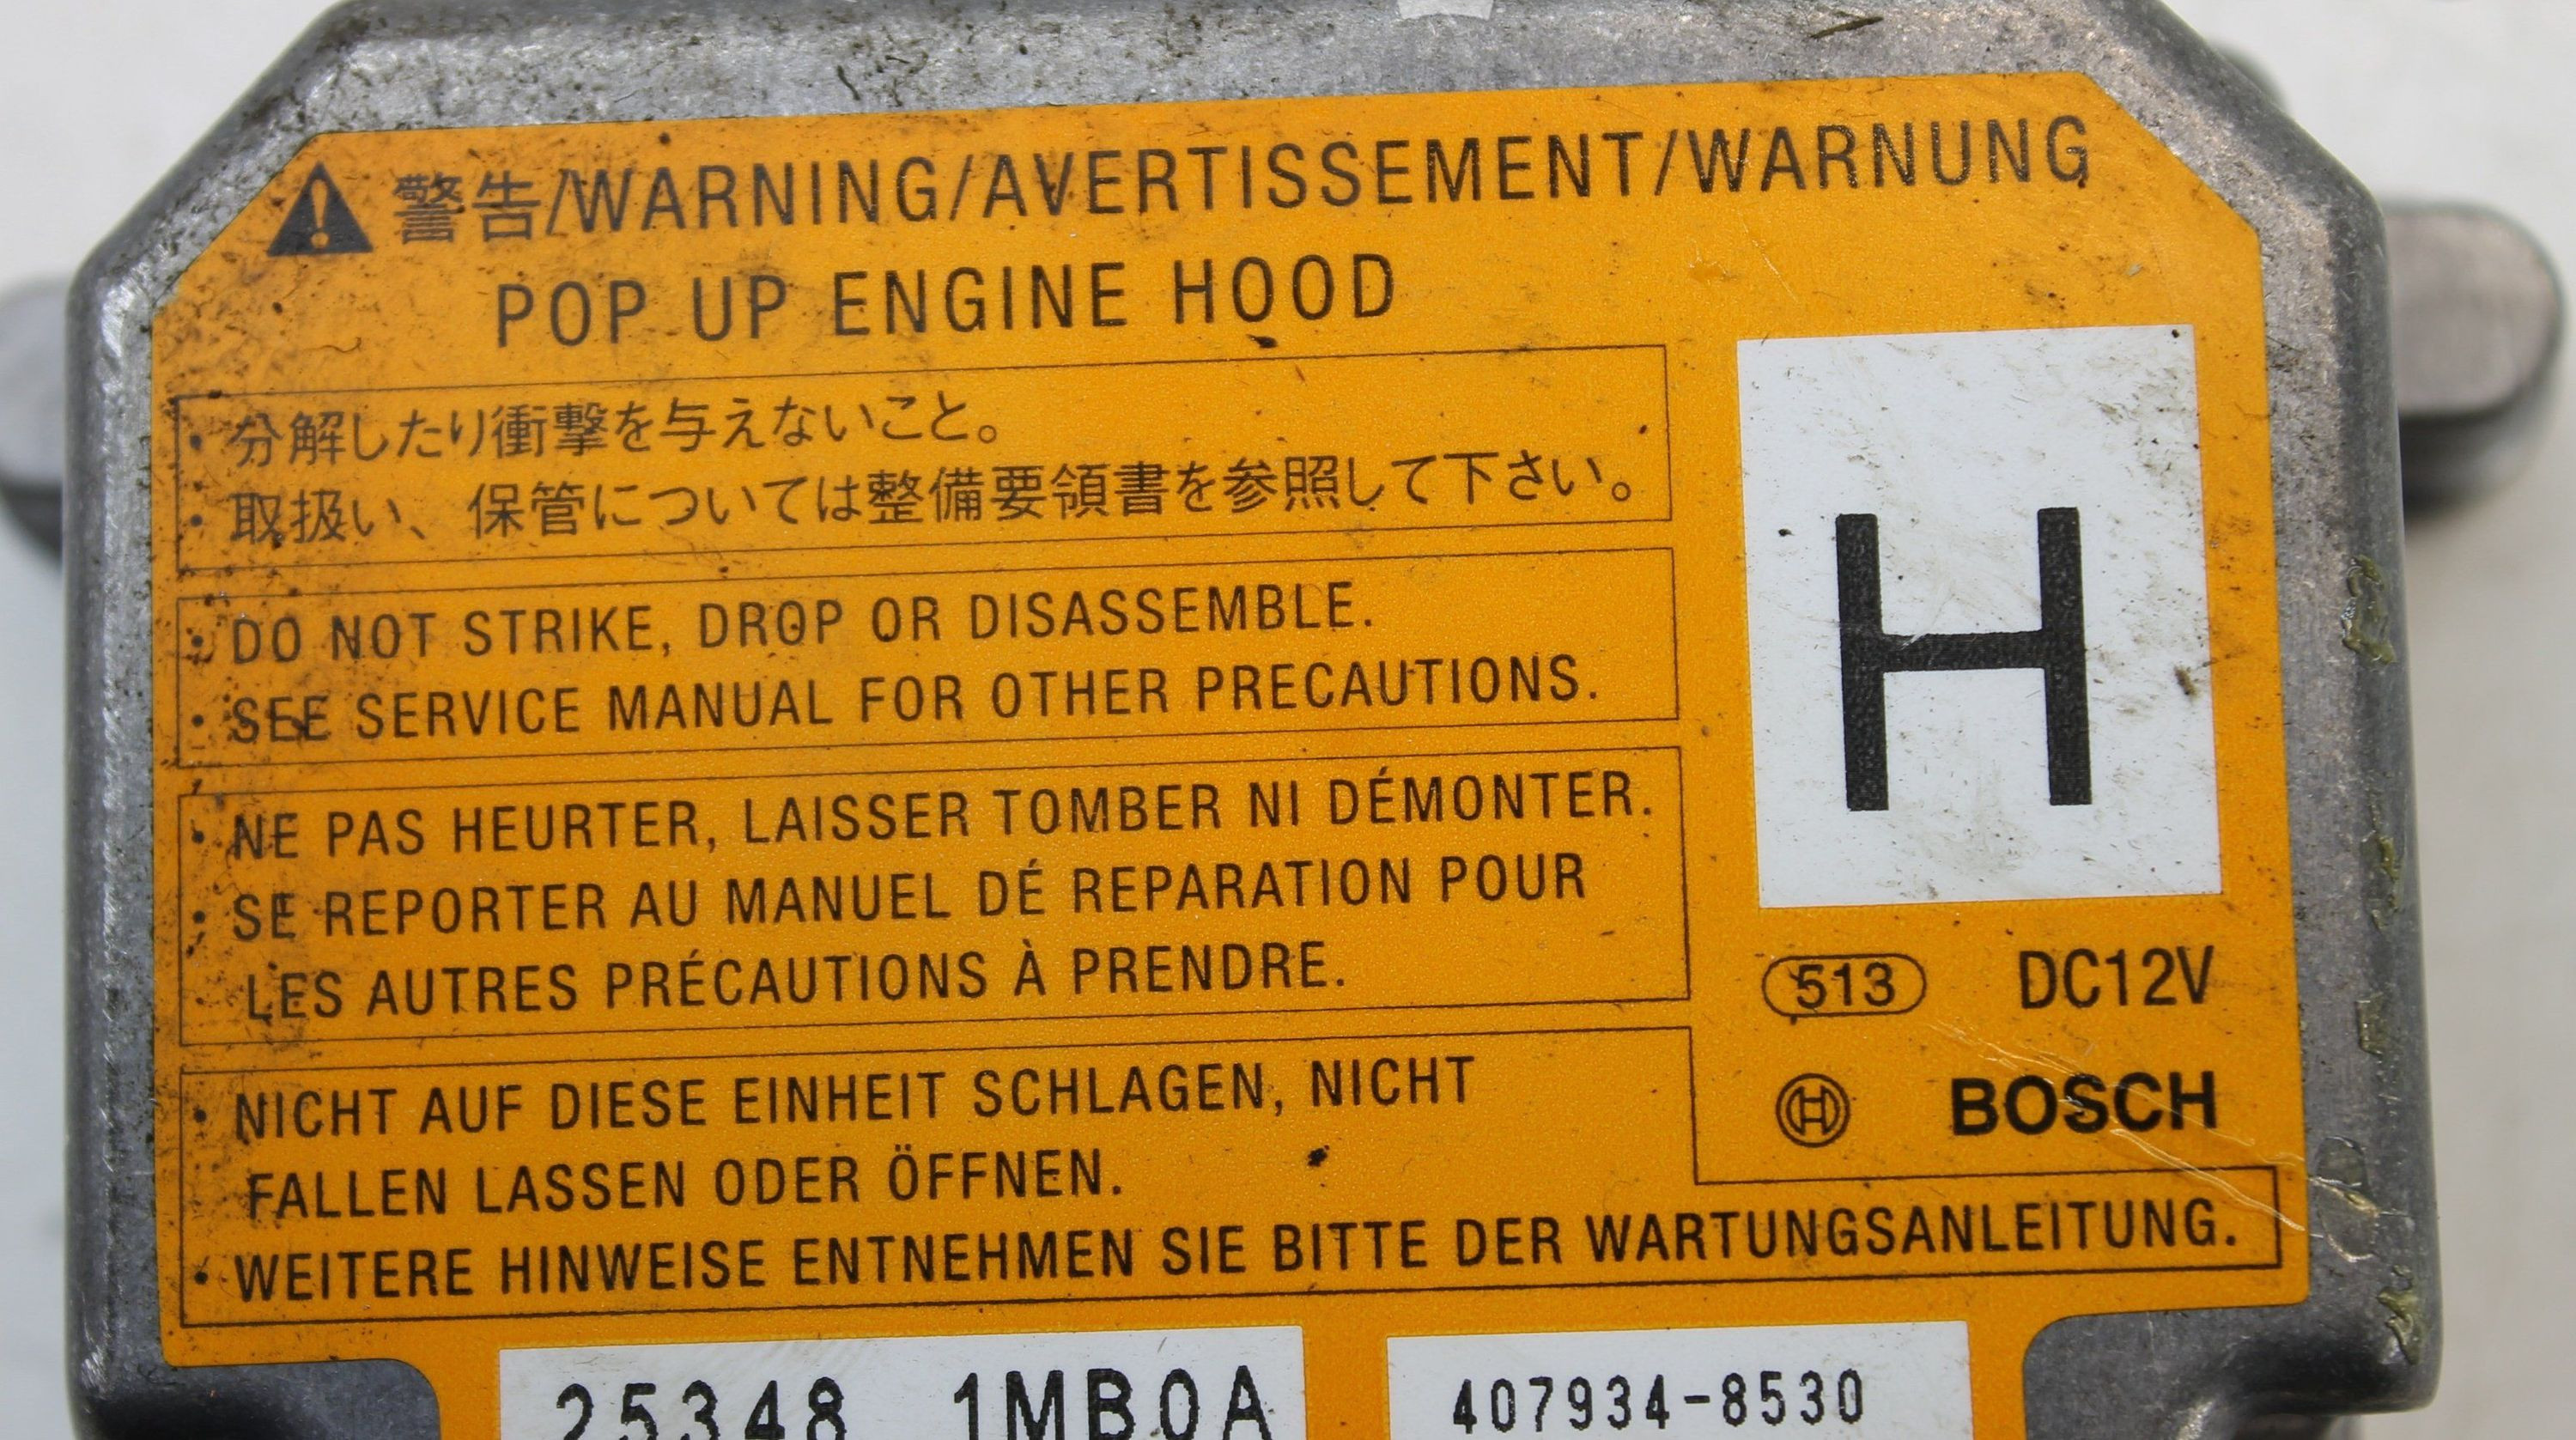 警告/WARNING/AVERTISSEMENT/WARNUNG
POP UP ENGINE HOOD
・分解したり衝撃を与えないこと。
・取扱い、保管については整備要領書を参照して下さい。
・DO NOT STRIKE, DROP OR DISASSEMBLE.
・SEE SERVICE MANUAL FOR OTHER PRECAUTIONS.
・NE PAS HEURTER, LAISSER TOMBER NI DÉMONTER.
・SE REPORTER AU MANUEL DÉ REPARATION POUR
LES AUTRES PRÉCAUTIONS À PRENDRE.
・NICHT AUF DIESE EINHEIT SCHLAGEN, NICHT
FALLEN LASSEN ODER ÖFFNEN.
・WEITERE HINWEISE ENTNEHMEN SIE BITTE DER WARTUNGSANLEITUNG.
H
513 DC12V
BOSCH
25348 1MB0A
407934-8530